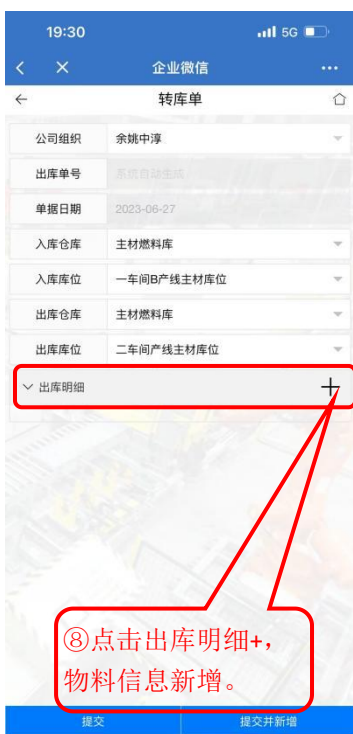 19:30 5G
企业微信
转库单
公司组织 余姚中淳
出库单号 系统自动生成
单据日期 2023-06-27
入库仓库 主材燃料库
入库库位 一车间B产线主材库位
出库仓库 主材燃料库
出库库位 二车间产线主材库位
出库明细
⑧点击出库明细+,
物料信息新增。
提交 提交并新增